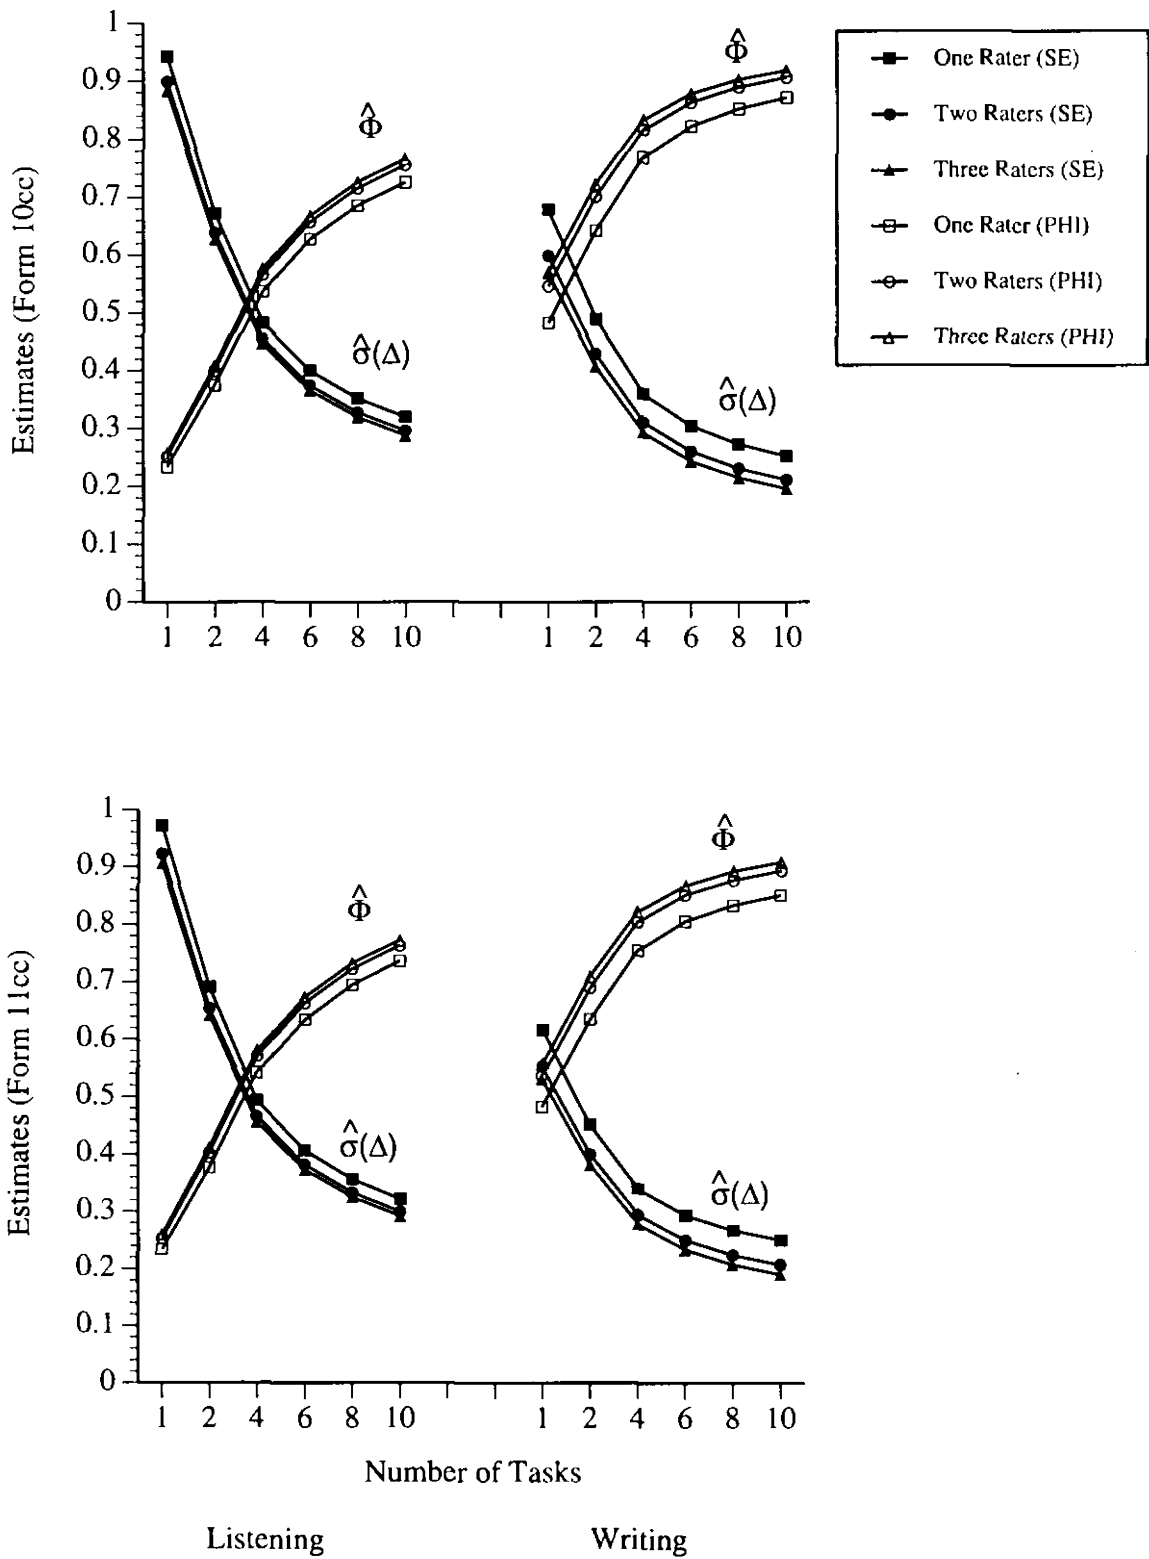 Estimates (Form 10cc)
1
0.9
0.8
0.7
0.6
0.5
0.4
0.3
0.2
0.1
0
Φ̂
σ̂(Δ)
Φ̂
σ̂(Δ)
1 2 4 6 8 10 1 2 4 6 8 10
One Rater (SE)
Two Raters (SE)
Three Raters (SE)
One Rater (PHI)
Two Raters (PHI)
Three Raters (PHI)
Estimates (Form 11cc)
1
0.9
0.8
0.7
0.6
0.5
0.4
0.3
0.2
0.1
0
Φ̂
σ̂(Δ)
Φ̂
σ̂(Δ)
1 2 4 6 8 10 1 2 4 6 8 10
Number of Tasks
Listening Writing